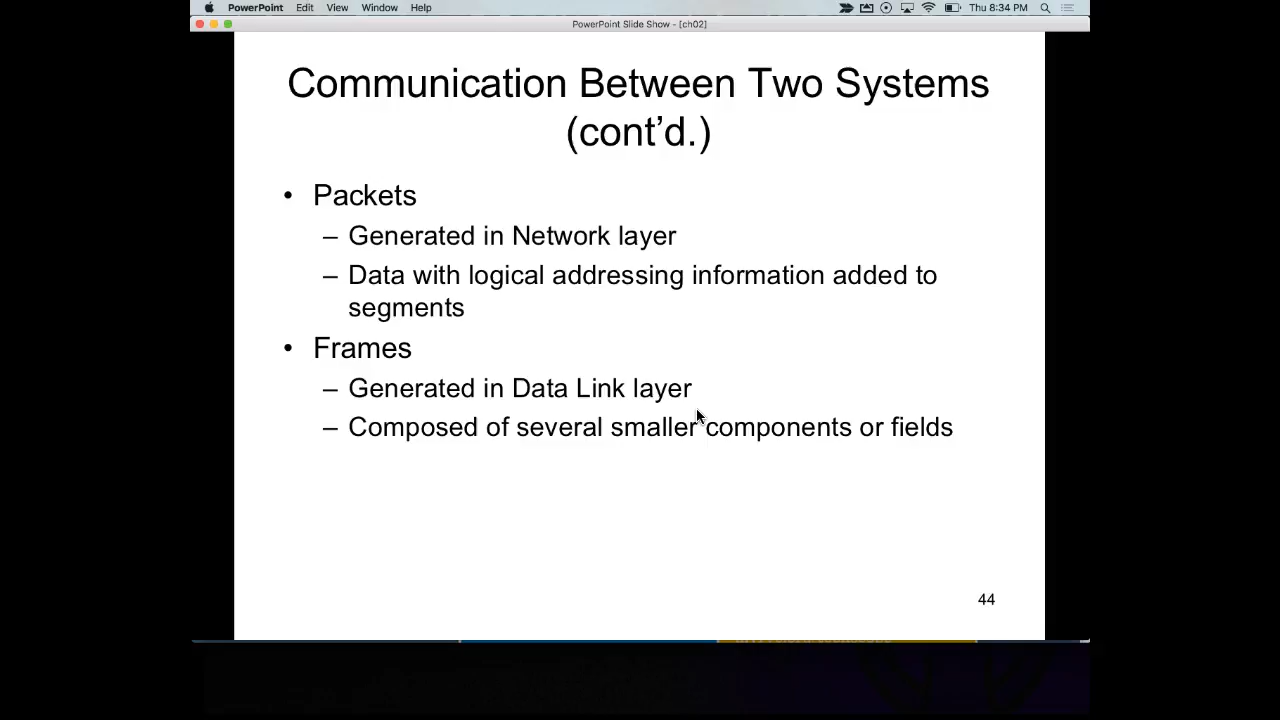 PowerPoint Edit View Window Help Thu 8:34 PM
PowerPoint Slide Show - [ch02]
Communication Between Two Systems
(cont’d.)
• Packets
– Generated in Network layer
– Data with logical addressing information added to
segments
• Frames
– Generated in Data Link layer
– Composed of several smaller components or fields
44